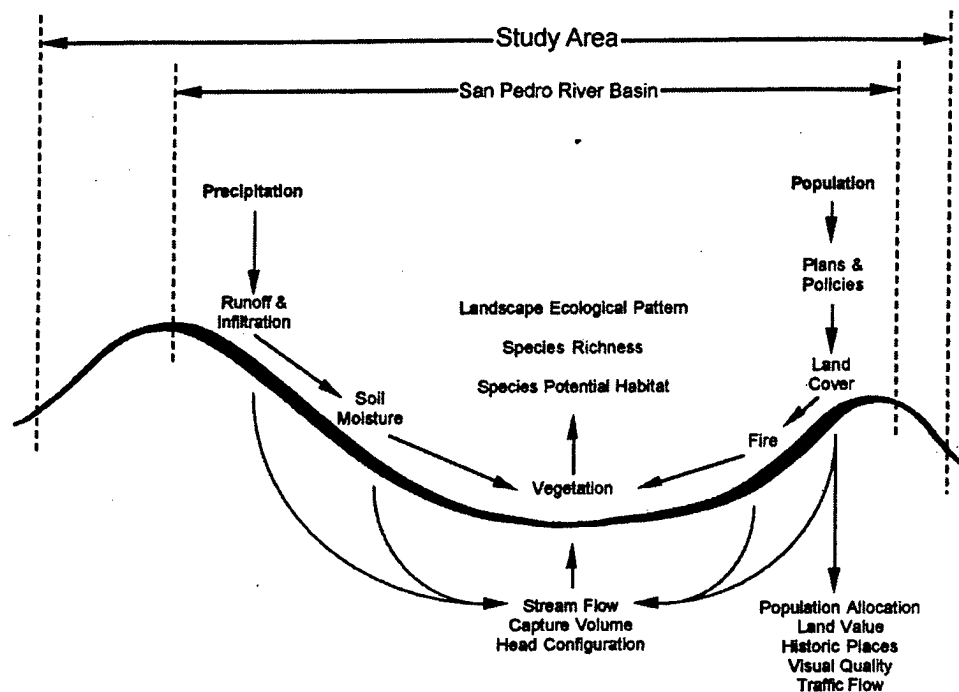 Study Area
San Pedro River Basin
Precipitation
Population
Plans &
Policies
Runoff &
Infiltration
Landscape Ecological Pattern
Species Richness
Species Potential Habitat
Land
Cover
Soil
Moisture
Fire
Vegetation
Stream Flow
Capture Volume
Head Configuration
Population Allocation
Land Value
Historic Places
Visual Quality
Traffic Flow